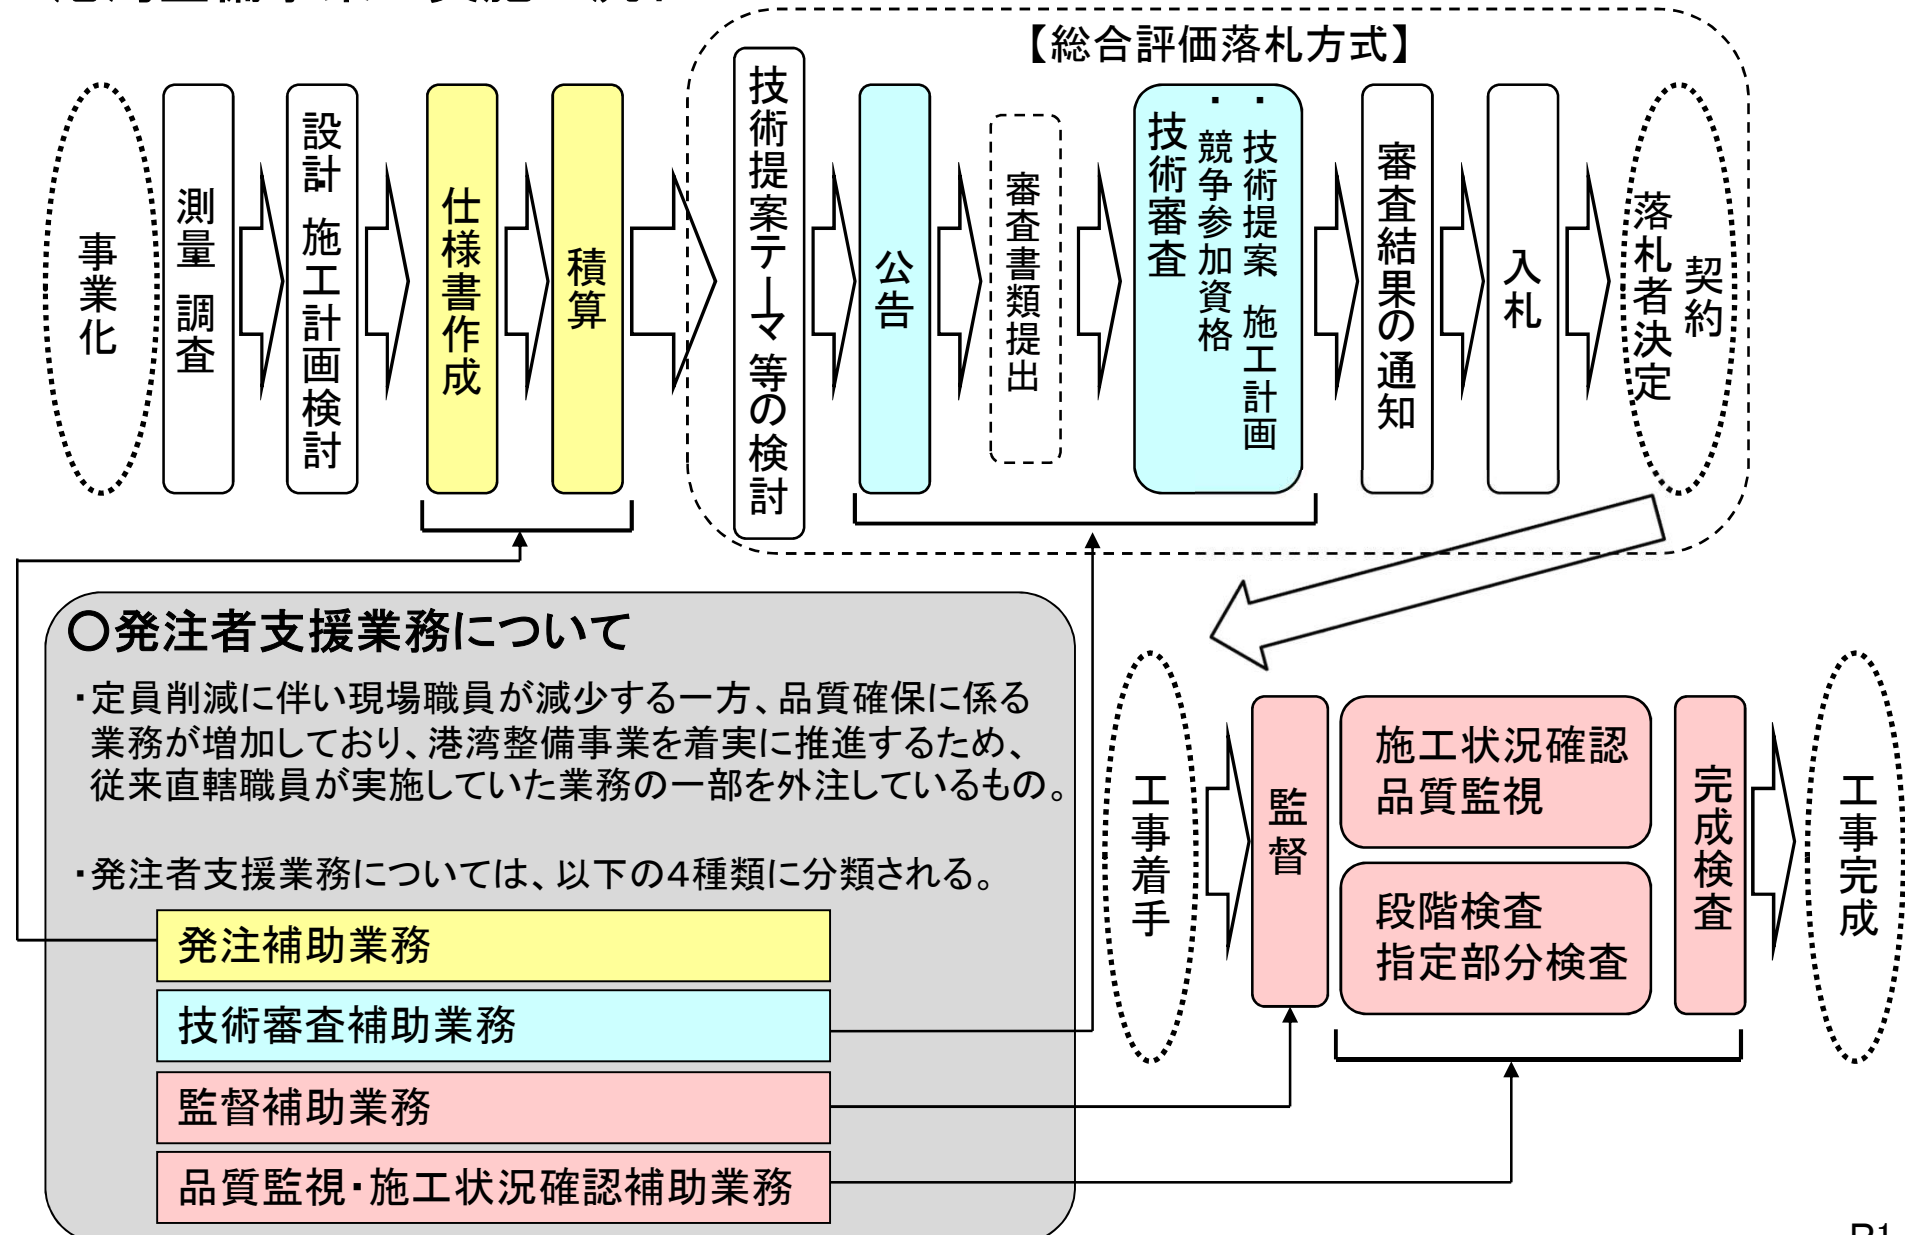 【総合評価落札方式】
事業化
測量 調査
設計・施工計画検討
仕様書作成
積算
技術提案テーマ等の検討
公告
審査書類提出
・技術提案 施工計画
・競争参加資格
技術審査
審査結果の通知
入札
契約
落札者決定
〇発注者支援業務について
・定員削減に伴い現場職員が減少する一方、品質確保に係る
業務が増加しており、港湾整備事業を着実に推進するため、
従来直轄職員が実施していた業務の一部を外注しているもの。
・発注者支援業務については、以下の4種類に分類される。
発注補助業務
技術審査補助業務
監督補助業務
品質監視・施工状況確認補助業務
工事着手
監督
施工状況確認
品質監視
段階検査
指定部分検査
完成検査
工事完成